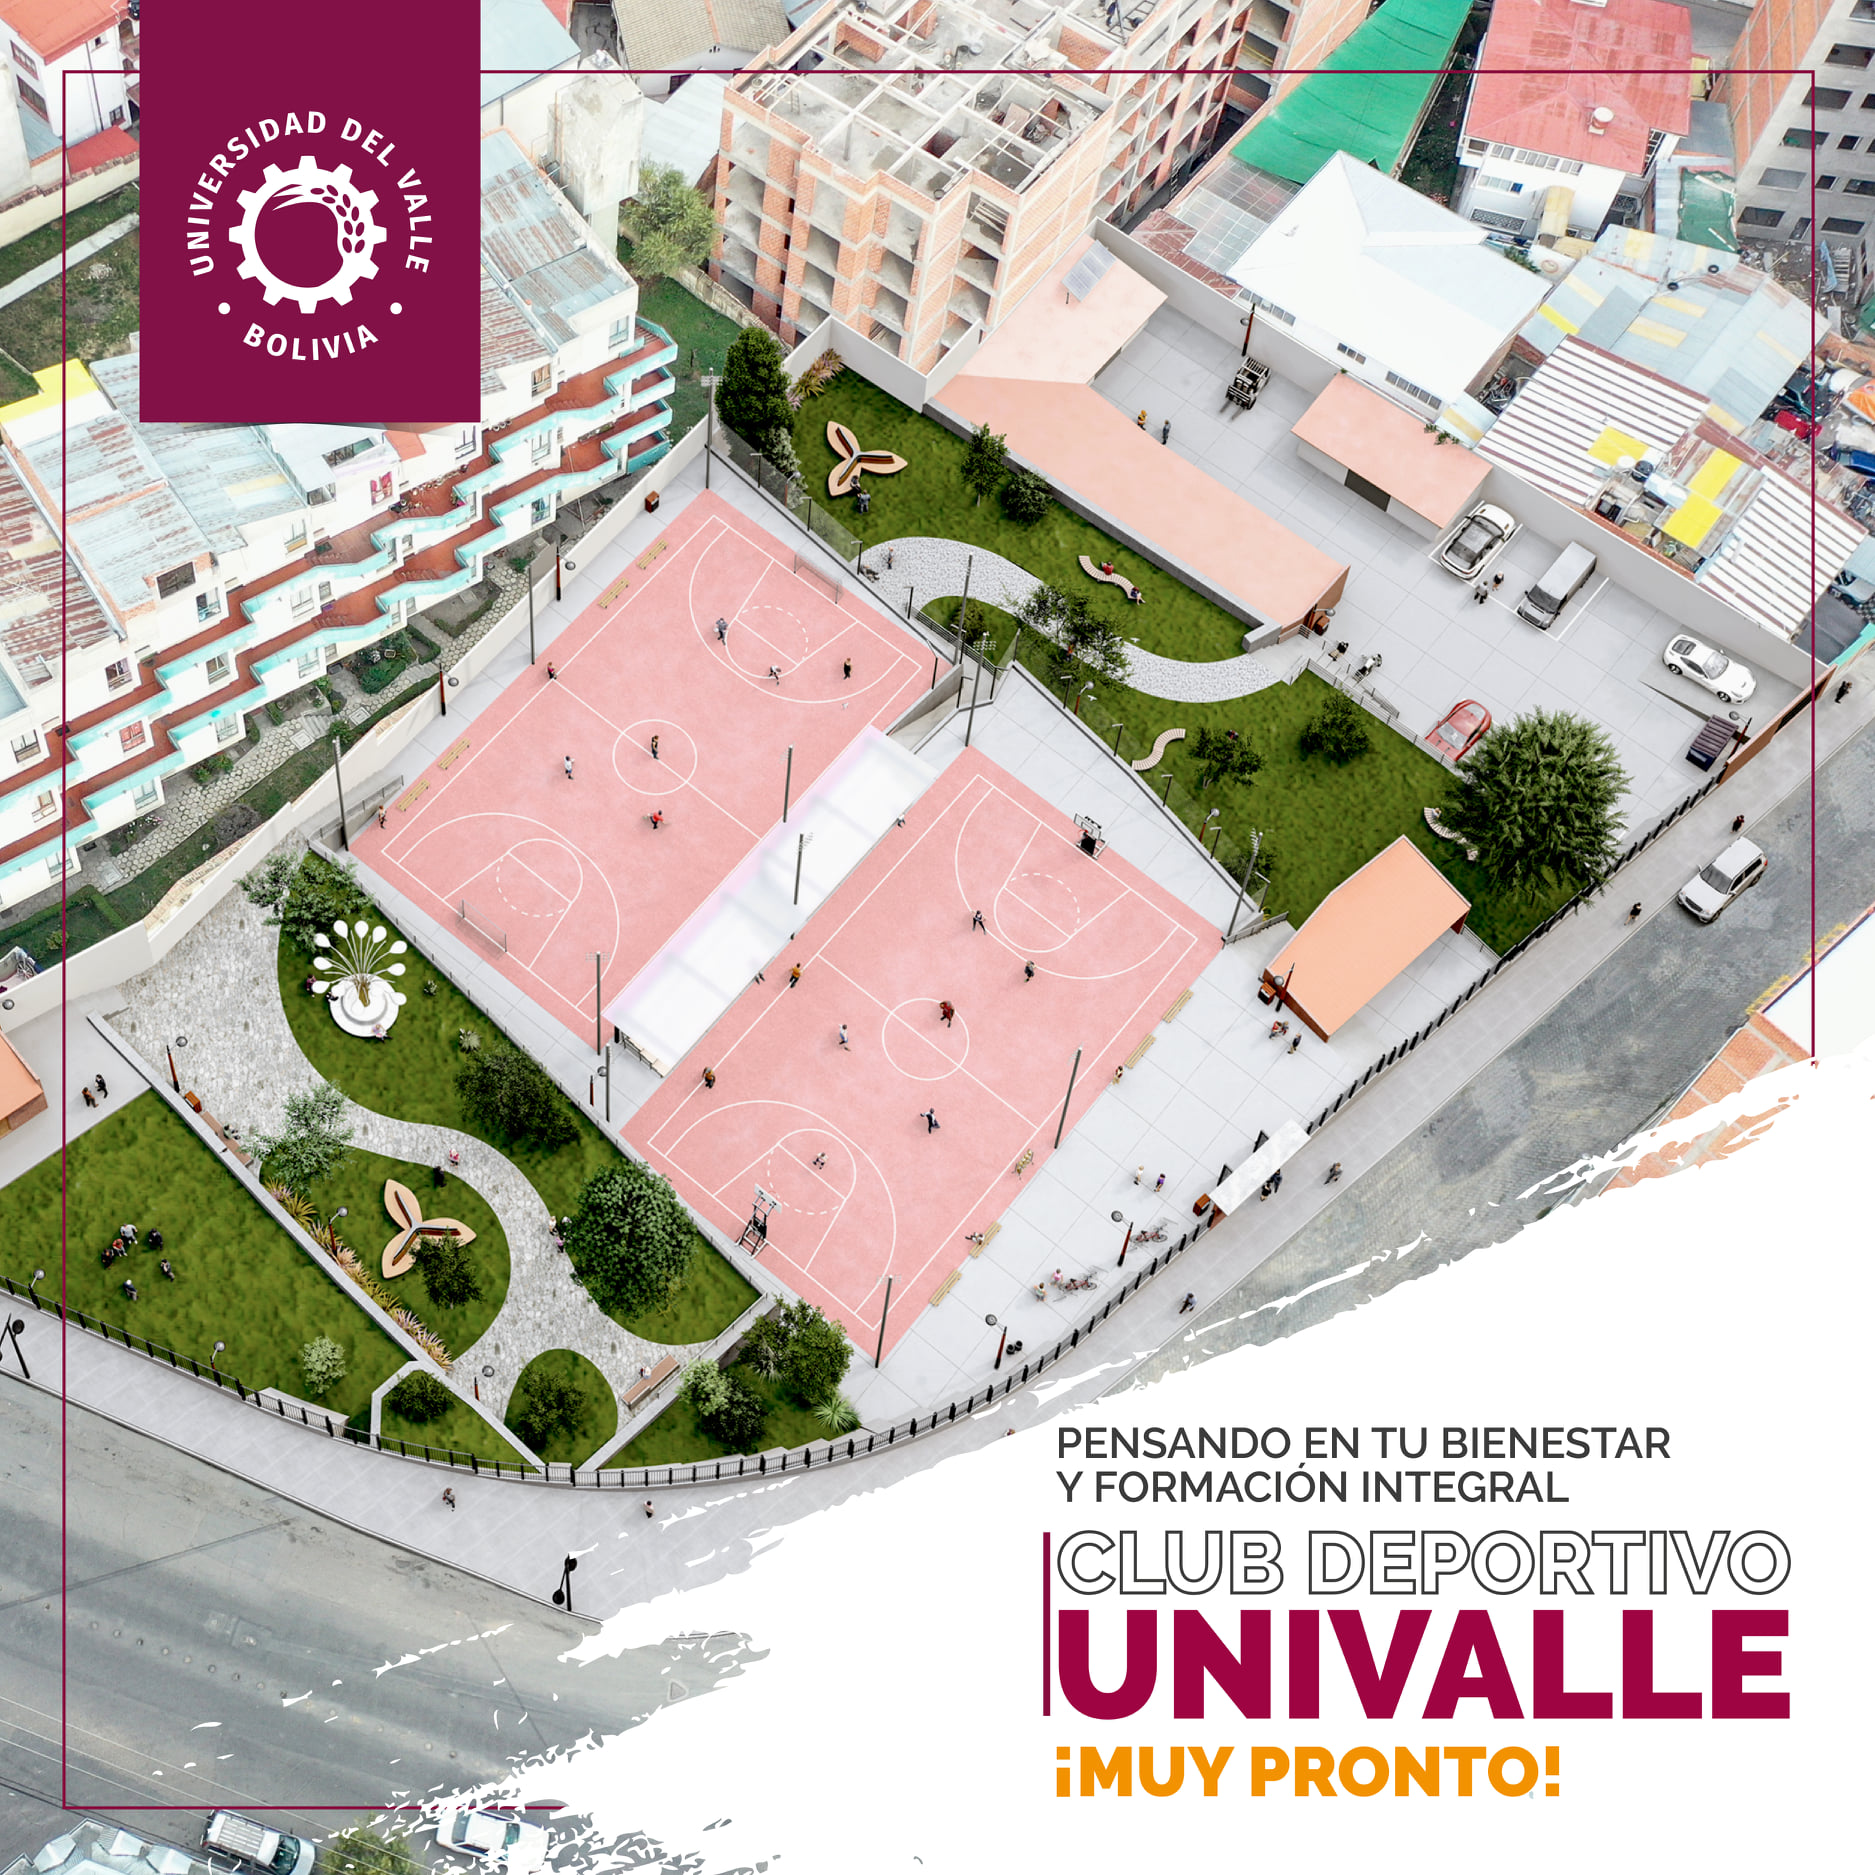 UNIVERSIDAD DEL VALLE
• BOLIVIA •
PENSANDO EN TU BIENESTAR
Y FORMACIÓN INTEGRAL
CLUB DEPORTIVO
UNIVALLE
¡MUY PRONTO!